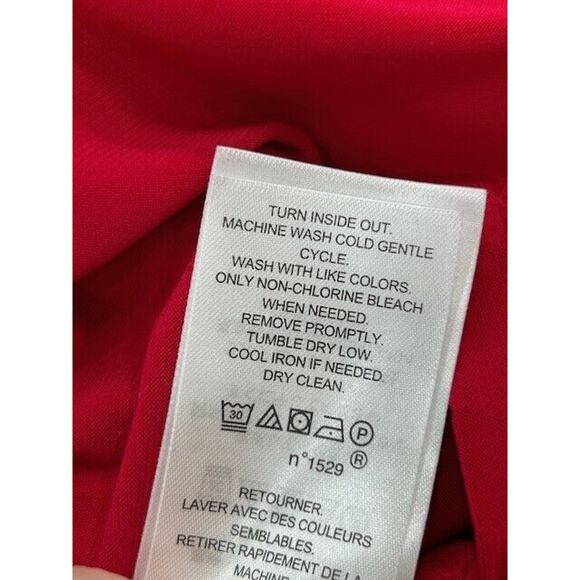 TURN INSIDE OUT.
MACHINE WASH COLD GENTLE
CYCLE.
WASH WITH LIKE COLORS.
ONLY NON-CHLORINE BLEACH
WHEN NEEDED.
REMOVE PROMPTLY.
TUMBLE DRY LOW.
COOL IRON IF NEEDED.
DRY CLEAN.
30 P
n°1529 ®
RETOURNER.
LAVER AVEC DES COULEURS
SEMBLABLES.
RETIRER RAPIDEMENT DE LA
MACHINE